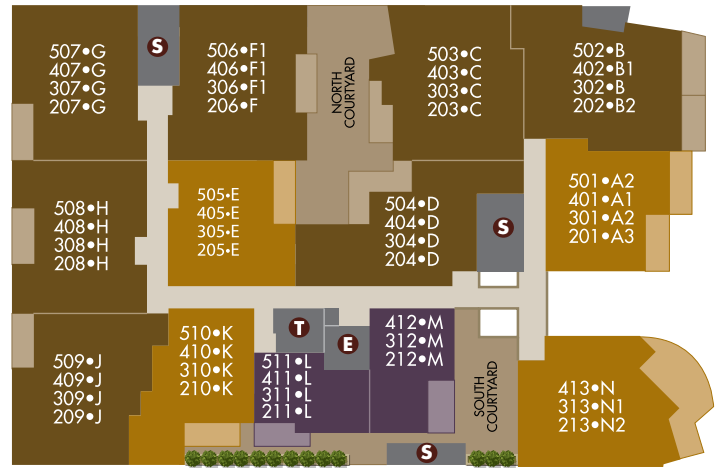 507•G
407•G
307•G
207•G
S
506•F1
406•F1
306•F1
206•F
NORTH
COURTYARD
503•C
403•C
303•C
203•C
502•B
402•B1
302•B
202•B2
508•H
408•H
308•H
208•H
505•E
405•E
305•E
205•E
504•D
404•D
304•D
204•D
S
501•A2
401•A1
301•A2
201•A3
509•J
409•J
309•J
209•J
510•K
410•K
310•K
210•K
T
E
511•L
411•L
311•L
211•L
412•M
312•M
212•M
SOUTH
COURTYARD
S
413•N
313•N1
213•N2